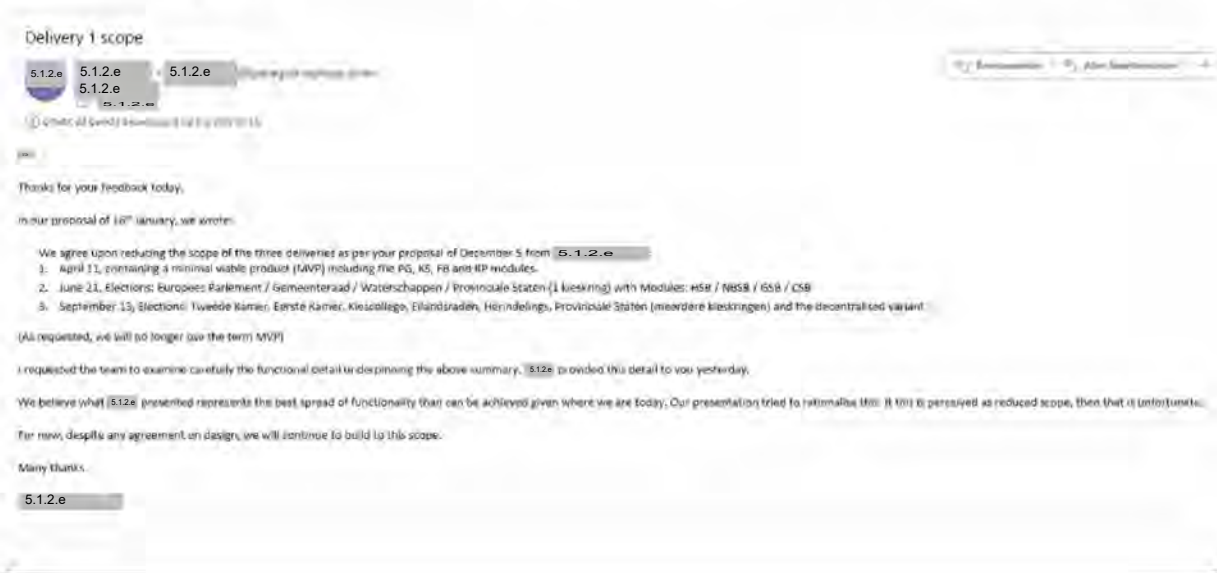 Delivery 1 scope
5.1.2.e 5.1.2.e 5.1.2.e
5.1.2.e
5.1.2.e
Thanks for your feedback today.
In our proposal of 16th January, we wrote:
We agree upon reducing the scope of the three deliveries as per your proposal of December 5 from 5.1.2.e
1. April 11, containing a minimal viable product (MVP) including the PG, KS, FB and KP modules.
2. June 21, Elections: Europees Parlement / Gemeenteraad / Waterschappen / Provinciale Staten (1 kieskring) with Modules: HSB / NBSB / GSB / CSB
3. September 13, Elections: Tweede Kamer, Eerste Kamer, Kiescollege, Eilandsraden, Herindelings, Provinciale Staten (meerdere kieskringen) and the decentralised variant.
(As requested, we will no longer use the term MVP)
I requested the team to examine carefully the functional detail underpinning the above summary. 5.1.2.e provided this detail to you yesterday.
We believe what 5.1.2.e presented represents the best spread of functionality than can be achieved given where we are today. Our presentation tried to rationalise this. If this is perceived as reduced scope, then that is unfortunate.
For now, despite any agreement on design, we will continue to build to this scope.
Many thanks
5.1.2.e